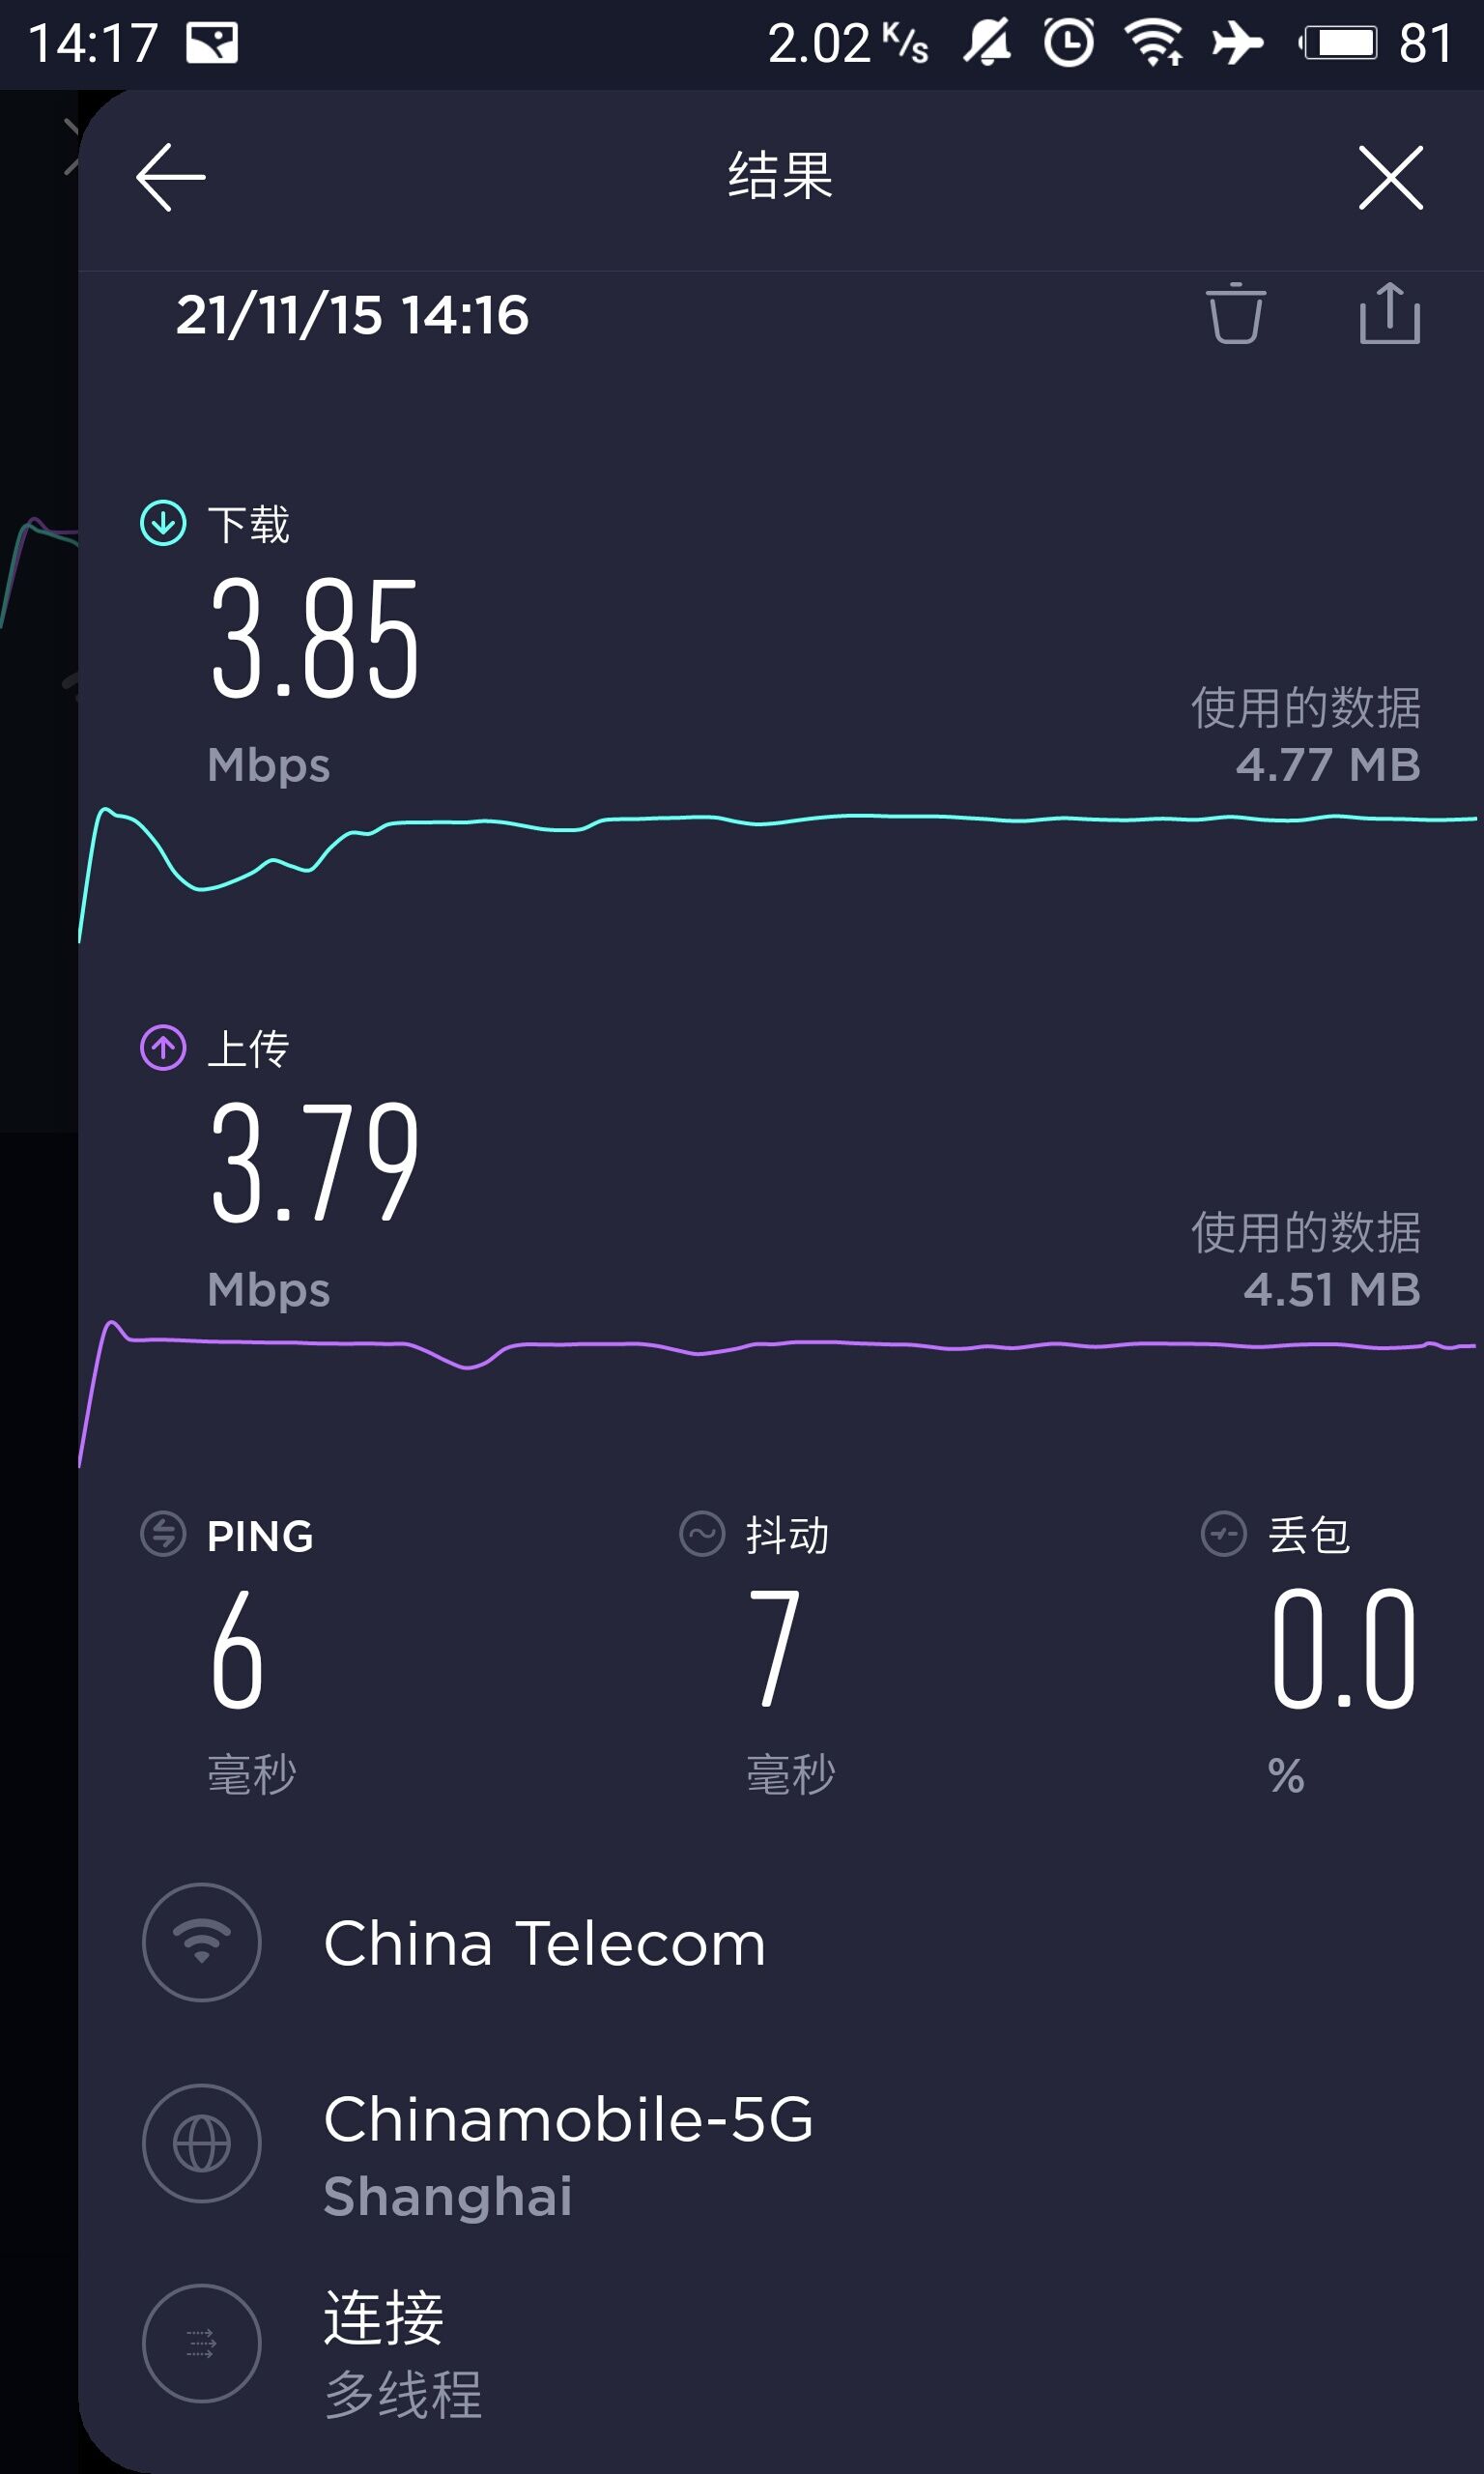 14:17 2.02 K/s 81
结果
21/11/15 14:16
下载
3.85
Mbps
使用的数据
4.77 MB
上传
3.79
Mbps
使用的数据
4.51 MB
PING 抖动 丢包
6 7 0.0
毫秒 毫秒 %
China Telecom
Chinamobile-5G
Shanghai
连接
多线程